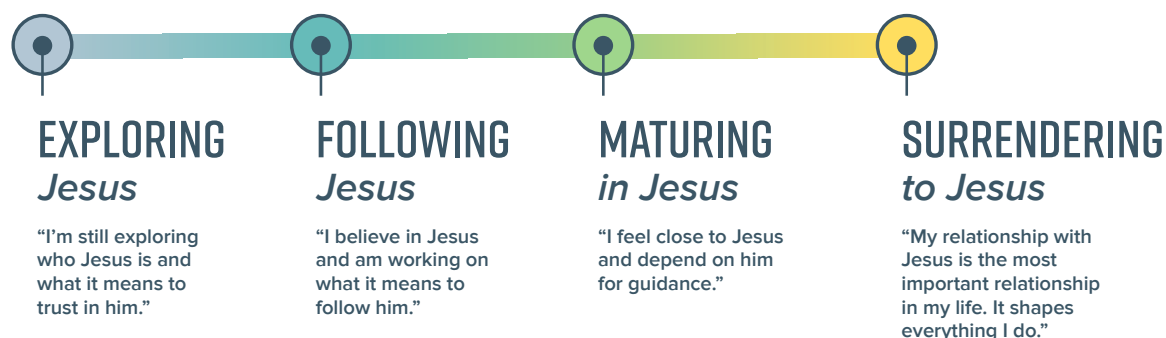 EXPLORING
Jesus
“I’m still exploring
who Jesus is and
what it means to
trust in him.”
FOLLOWING
Jesus
“I believe in Jesus
and am working on
what it means to
follow him.”
MATURING
in Jesus
“I feel close to Jesus
and depend on him
for guidance.”
SURRENDERING
to Jesus
“My relationship with
Jesus is the most
important relationship
in my life. It shapes
everything I do.”